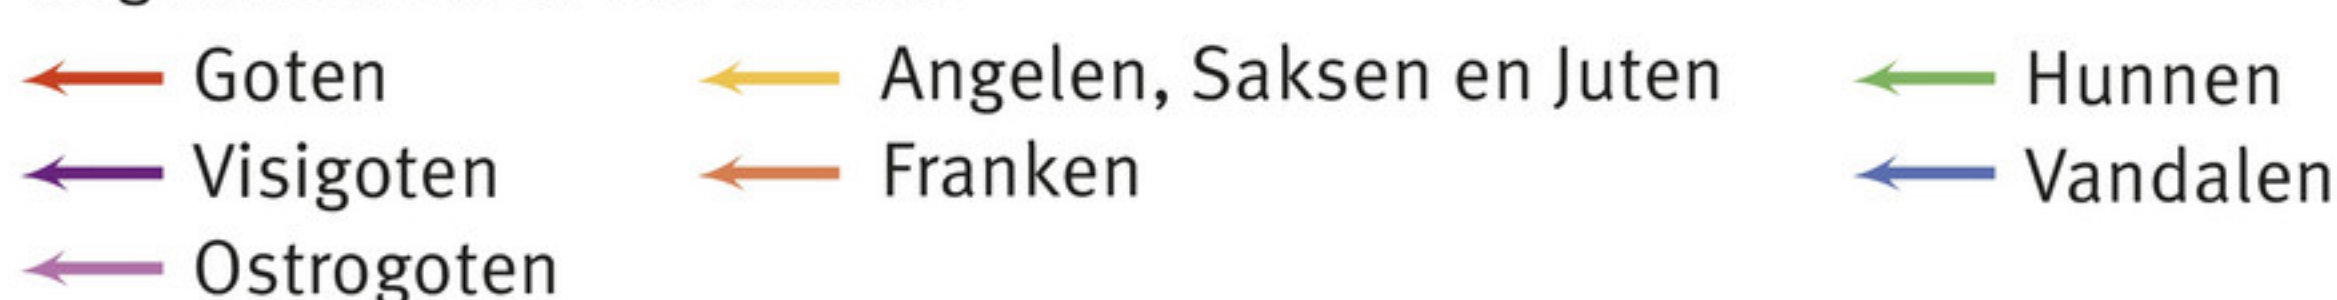 Goten
Visigoten
Ostrogoten
Angelen, Saksen en Juten
Franken
Hunnen
Vandalen